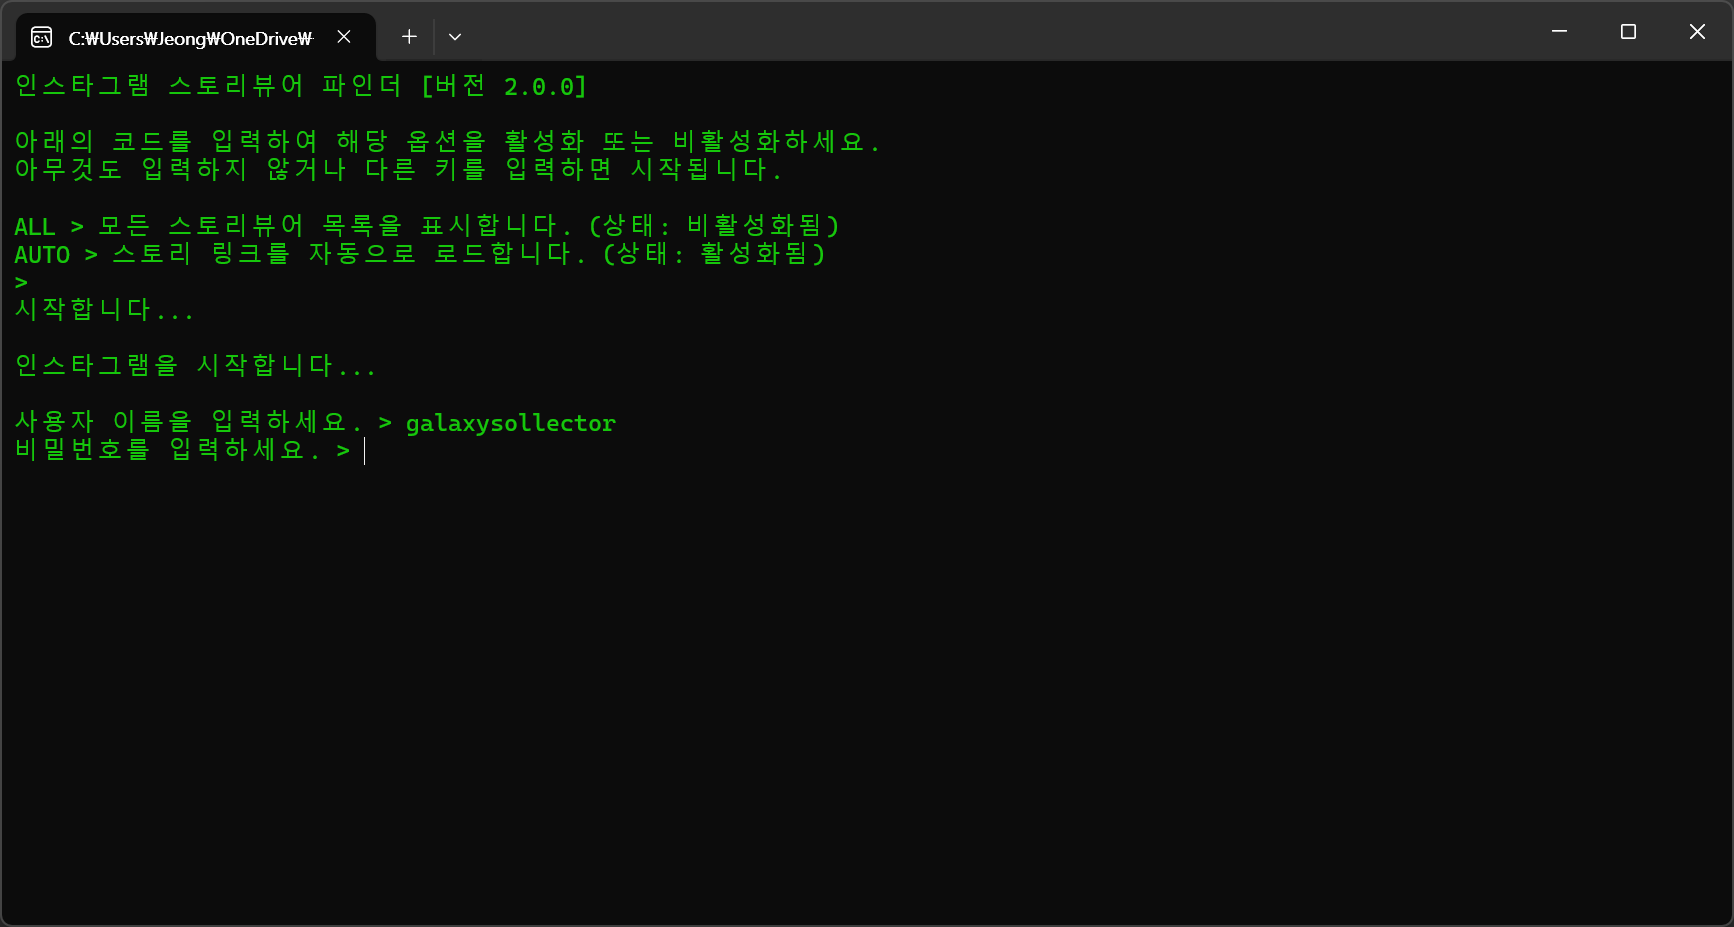 C:₩Users₩Jeong₩OneDrive₩
인스타그램 스토리뷰어 파인더 [버전 2.0.0]
아래의 코드를 입력하여 해당 옵션을 활성화 또는 비활성화하세요.
아무것도 입력하지 않거나 다른 키를 입력하면 시작됩니다.
ALL > 모든 스토리뷰어 목록을 표시합니다. (상태: 비활성화됨)
AUTO > 스토리 링크를 자동으로 로드합니다. (상태: 활성화됨)
>
시작합니다...
인스타그램을 시작합니다...
사용자 이름을 입력하세요. > galaxysollector
비밀번호를 입력하세요. >